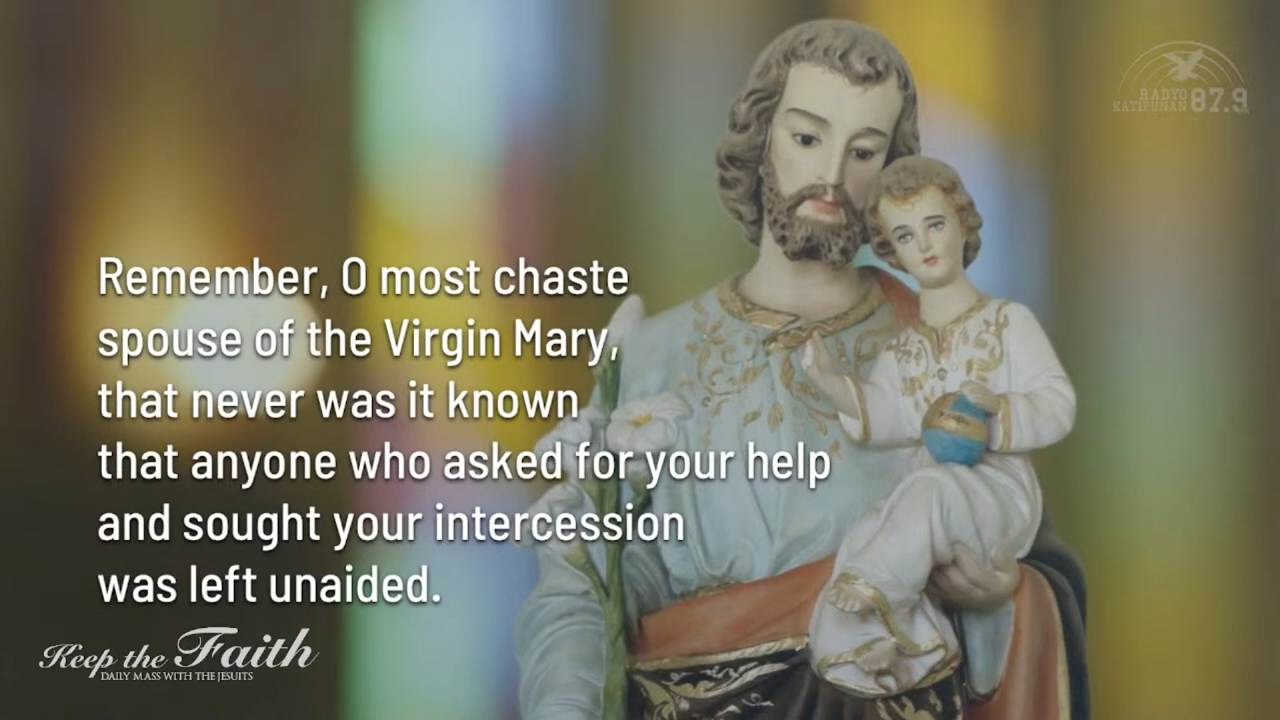 RADYO
KATIPUNAN 87.9
Remember, O most chaste
spouse of the Virgin Mary,
that never was it known
that anyone who asked for your help
and sought your intercession
was left unaided.
Keep the Faith
DAILY MASS WITH THE JESUITS